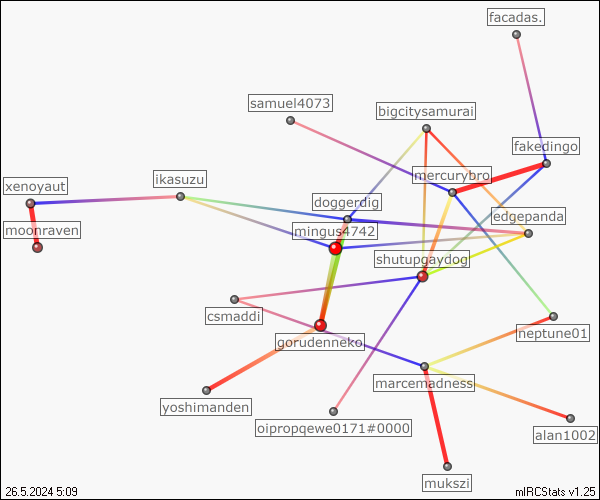 facadas.
samuel4073
bigcitysamurai
fakedingo
mercurybro
ikasuzu
xenoyaut
doggerdig
edgepanda
moonraven
mingus4742
shutupgaydog
csmaddi
neptune01
gorudenneko
marcemadness
yoshimanden
oipropqewe0171#0000
alan1002
mukszi
26.5.2024 5:09
mIRCStats v1.25